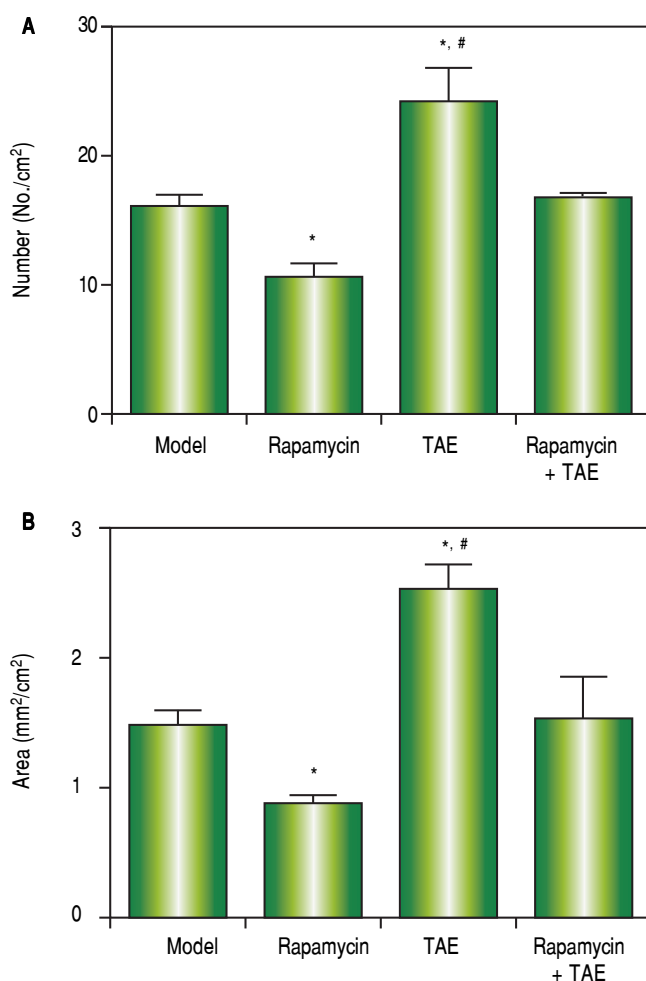 A
Number (No./cm²)
30
20
10
0
*
*, #
Model
Rapamycin
TAE
Rapamycin
+ TAE
B
Area (mm²/cm²)
3
2
1
0
*
*, #
Model
Rapamycin
TAE
Rapamycin
+ TAE